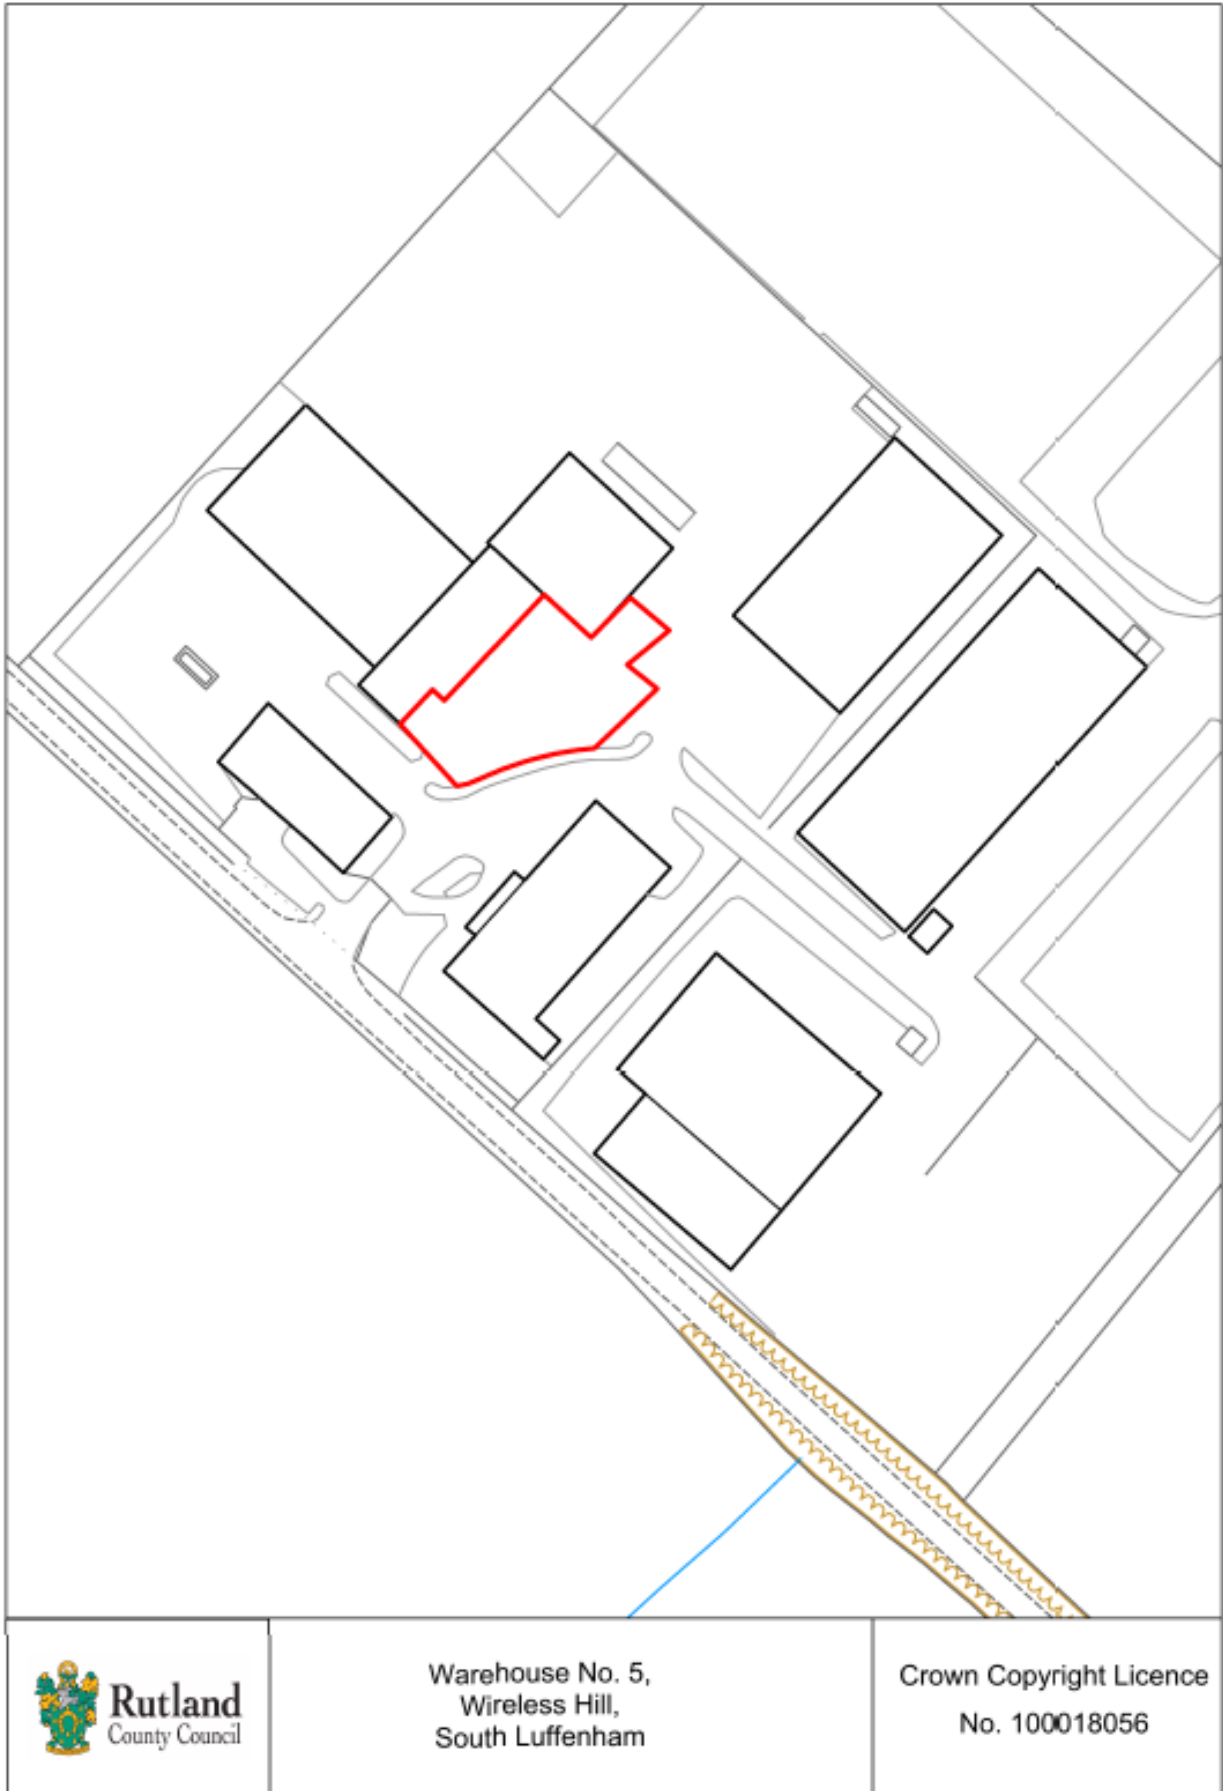 Rutland
County Council
Warehouse No. 5,
Wireless Hill,
South Luffenham
Crown Copyright Licence
No. 100018056